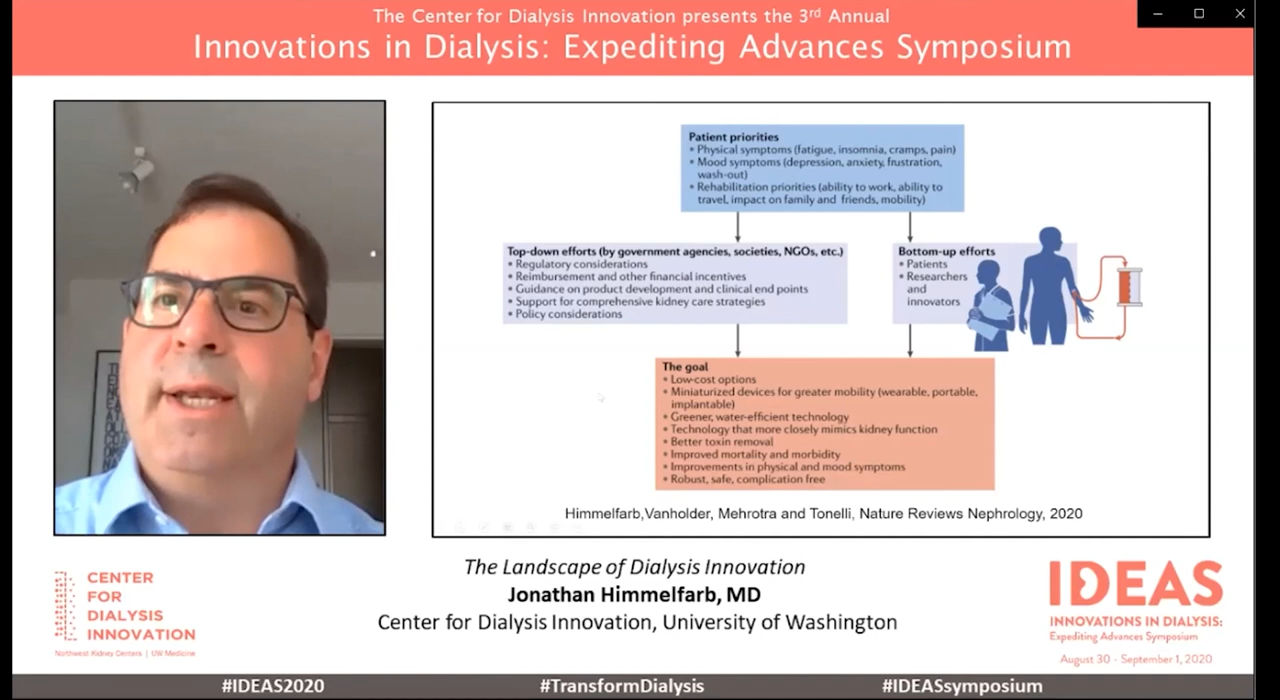 The Center for Dialysis Innovation presents the 3rd Annual
Innovations in Dialysis: Expediting Advances Symposium
Patient priorities
• Physical symptoms (fatigue, insomnia, cramps, pain)
• Mood symptoms (depression, anxiety, frustration,
wash-out)
• Rehabilitation priorities (ability to work, ability to
travel, impact on family and friends, mobility)
Top-down efforts (by government agencies, societies, NGOs, etc.)
• Regulatory considerations
• Reimbursement and other financial incentives
• Guidance on product development and clinical end points
• Support for comprehensive kidney care strategies
• Policy considerations
Bottom-up efforts
• Patients
• Researchers
and
innovators
The goal
• Low-cost options
• Miniaturized devices for greater mobility (wearable, portable,
implantable)
• Greener, water-efficient technology
• Technology that more closely mimics kidney function
• Better toxin removal
• Improved mortality and morbidity
• Improvements in physical and mood symptoms
• Robust, safe, complication free
Himmelfarb,Vanholder, Mehrotra and Tonelli, Nature Reviews Nephrology, 2020
The Landscape of Dialysis Innovation
Jonathan Himmelfarb, MD
Center for Dialysis Innovation, University of Washington
CENTER
FOR
DIALYSIS
INNOVATION
Northwest Kidney Centers | UW Medicine
IDEAS
INNOVATIONS IN DIALYSIS:
Expediting Advances Symposium
August 30 - September 1, 2020
#IDEAS2020
#TransformDialysis
#IDEASsymposium